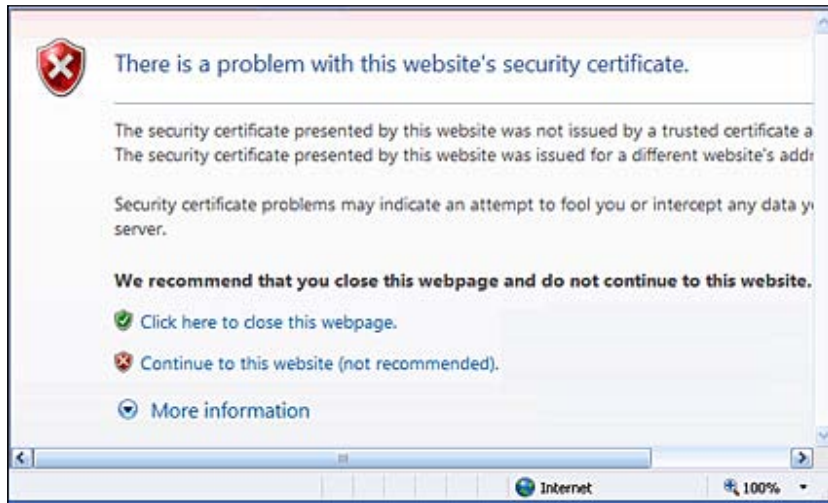 There is a problem with this website's security certificate.
The security certificate presented by this website was not issued by a trusted certificate a
The security certificate presented by this website was issued for a different website's addr
Security certificate problems may indicate an attempt to fool you or intercept any data y
server.
We recommend that you close this webpage and do not continue to this website.
Click here to close this webpage.
Continue to this website (not recommended).
More information
Internet
100%